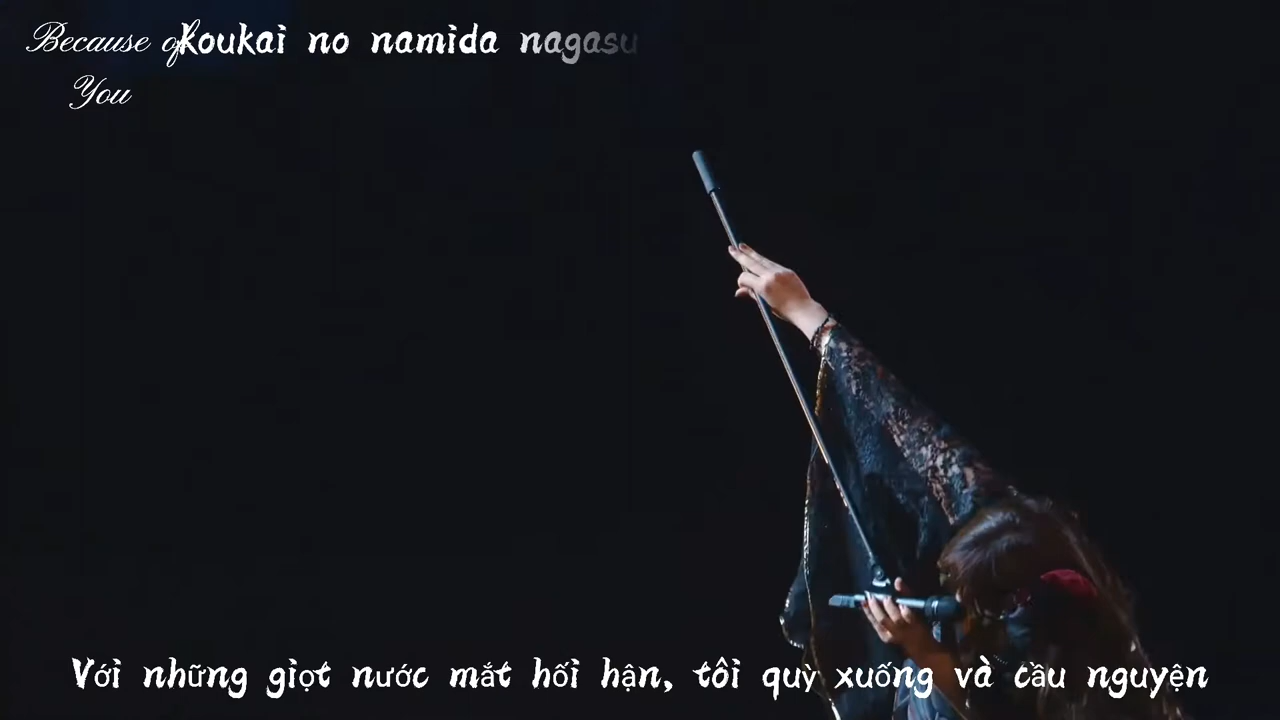 Because of
You
Koukai no namida nagasu
Với những giọt nước mắt hối hận, tôi quỳ xuống và cầu nguyện